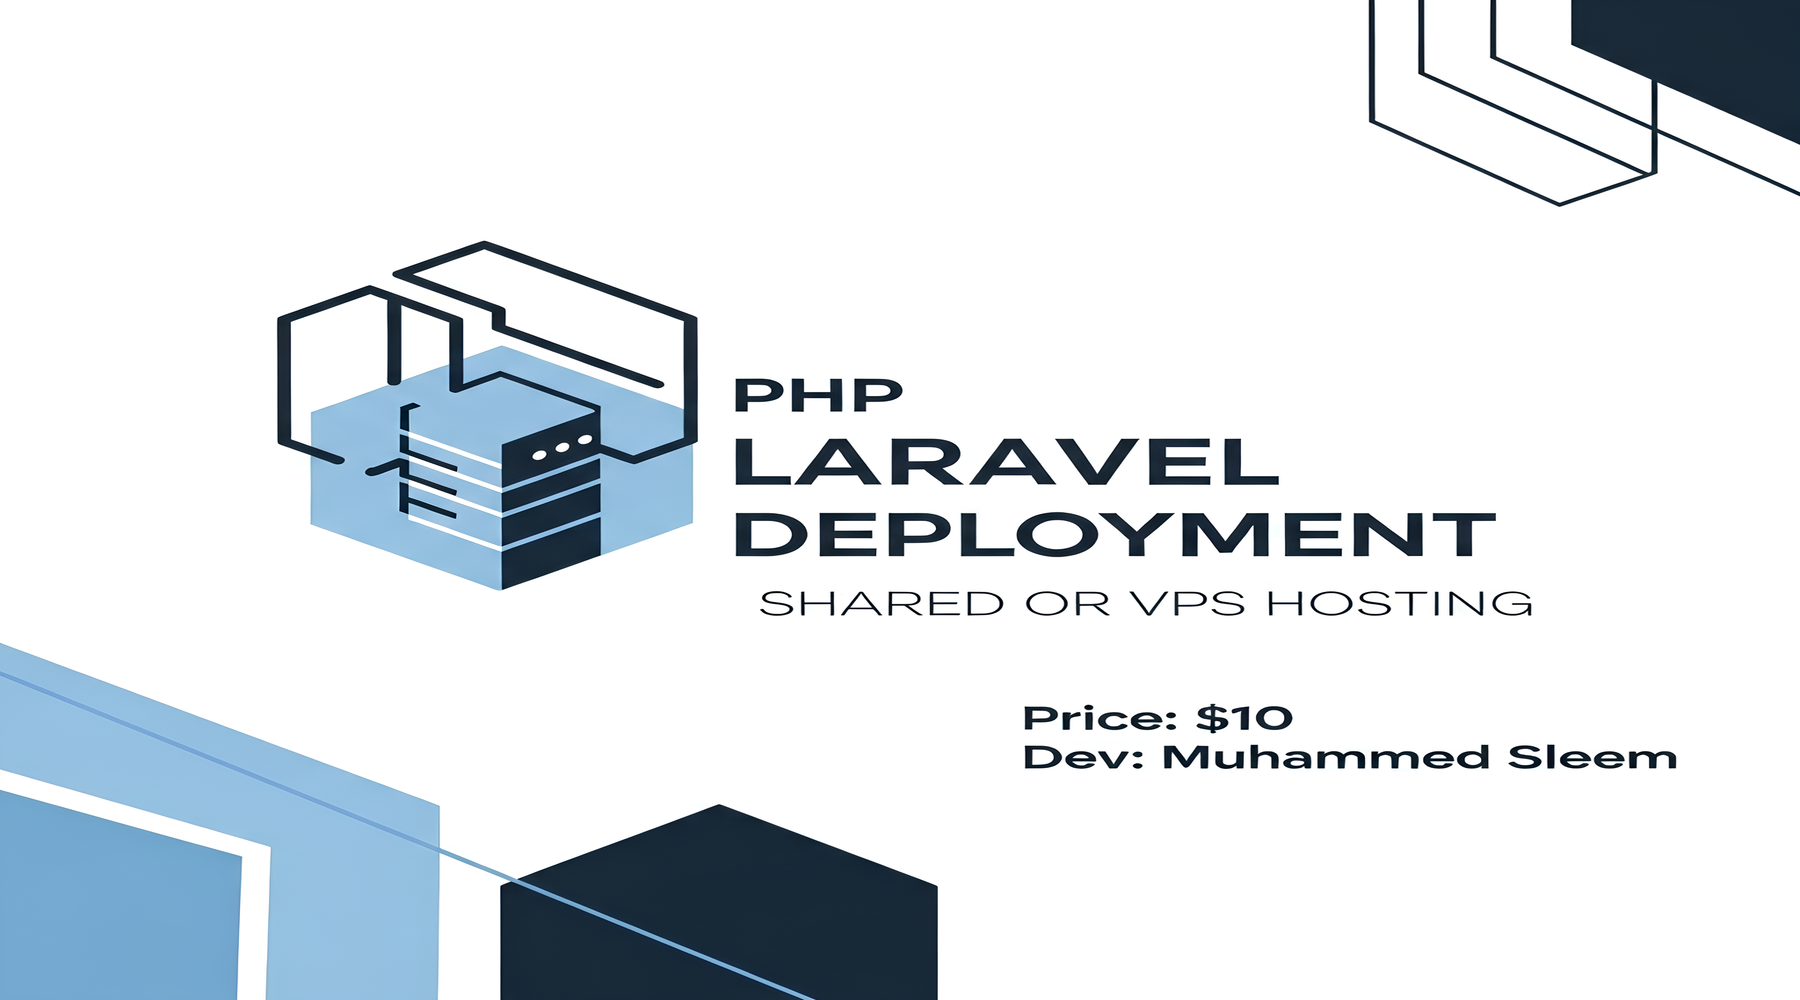 PHP
LARAVEL
DEPLOYMENT
SHARED OR VPS HOSTING
Price: $10
Dev: Muhammed Sleem